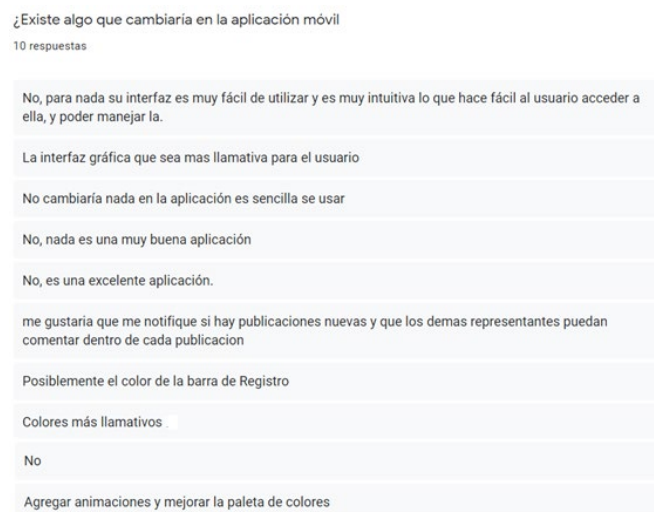 ¿Existe algo que cambiaría en la aplicación móvil
10 respuestas
No, para nada su interfaz es muy fácil de utilizar y es muy intuitiva lo que hace fácil al usuario acceder a
ella, y poder manejar la.
La interfaz gráfica que sea mas llamativa para el usuario
No cambiaría nada en la aplicación es sencilla se usar
No, nada es una muy buena aplicación
No, es una excelente aplicación.
me gustaria que me notifique si hay publicaciones nuevas y que los demas representantes puedan
comentar dentro de cada publicacion
Posiblemente el color de la barra de Registro
Colores más llamativos
No
Agregar animaciones y mejorar la paleta de colores